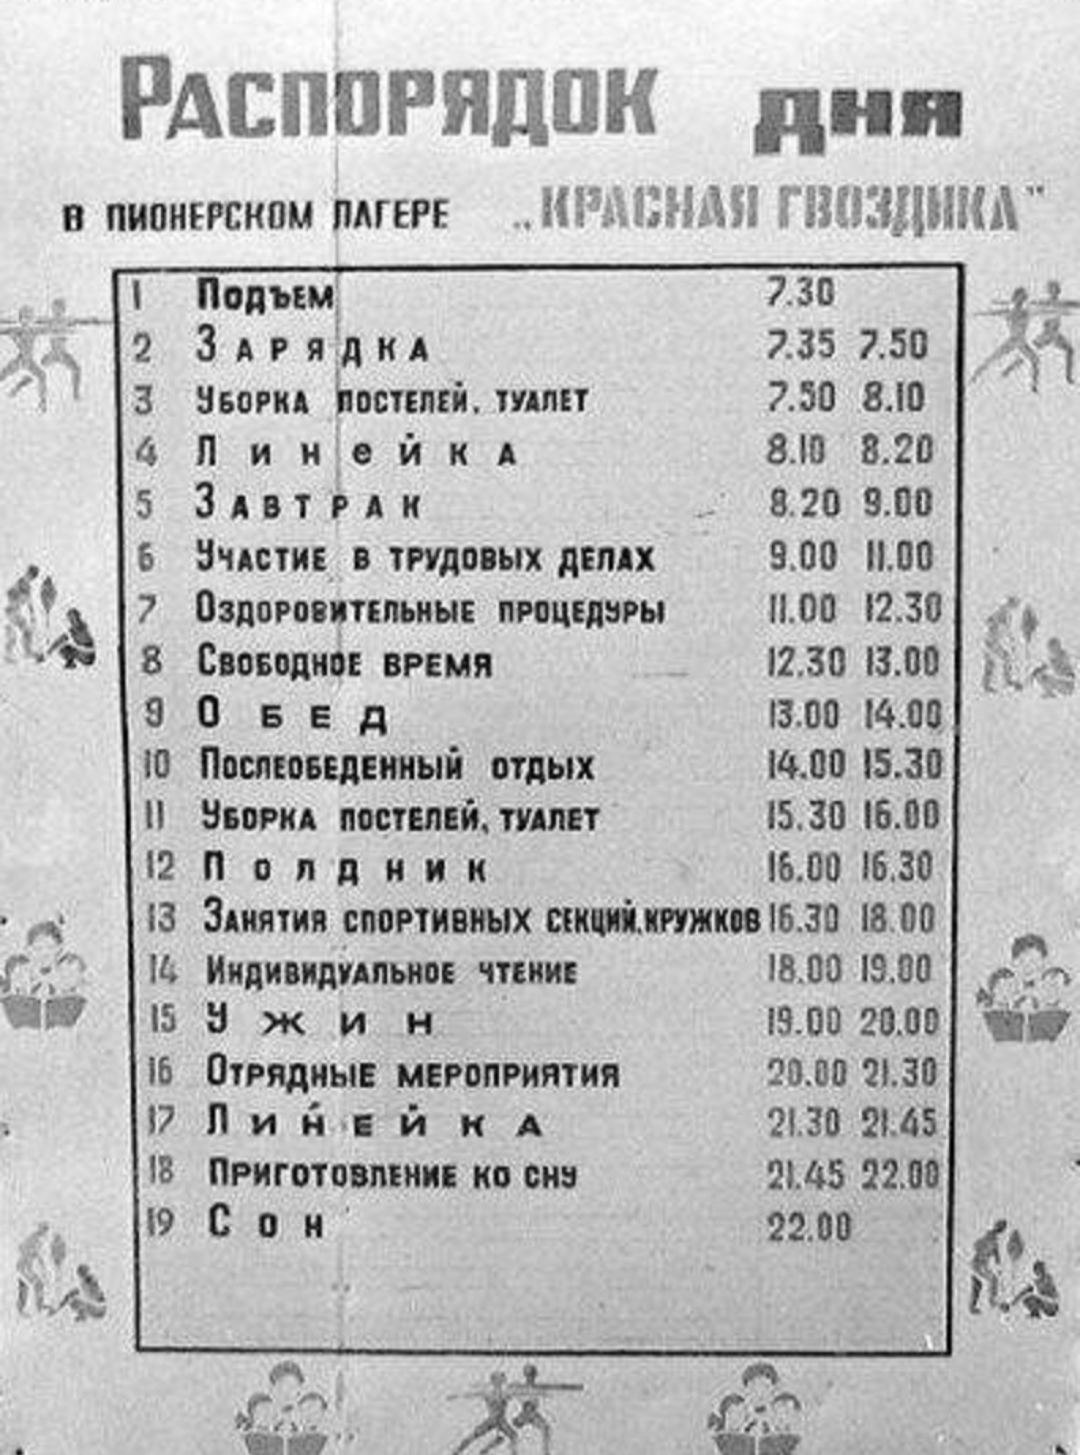 Распорядок дня
в пионерском лагере „Красная гвоздика"
1 Подъем 7.30
2 Зарядка 7.35 7.50
3 Уборка постелей, туалет 7.50 8.10
4 Линейка 8.10 8.20
5 Завтрак 8.20 9.00
6 Участие в трудовых делах 9.00 11.00
7 Оздоровительные процедуры 11.00 12.30
8 Свободное время 12.30 13.00
9 Обед 13.00 14.00
10 Послеобеденный отдых 14.00 15.30
11 Уборка постелей, туалет 15.30 16.00
12 Полдник 16.00 16.30
13 Занятия спортивных секций, кружков 16.30 18.00
14 Индивидуальное чтение 18.00 19.00
15 Ужин 19.00 20.00
16 Отрядные мероприятия 20.00 21.30
17 Линейка 21.30 21.45
18 Приготовление ко сну 21.45 22.00
19 Сон 22.00